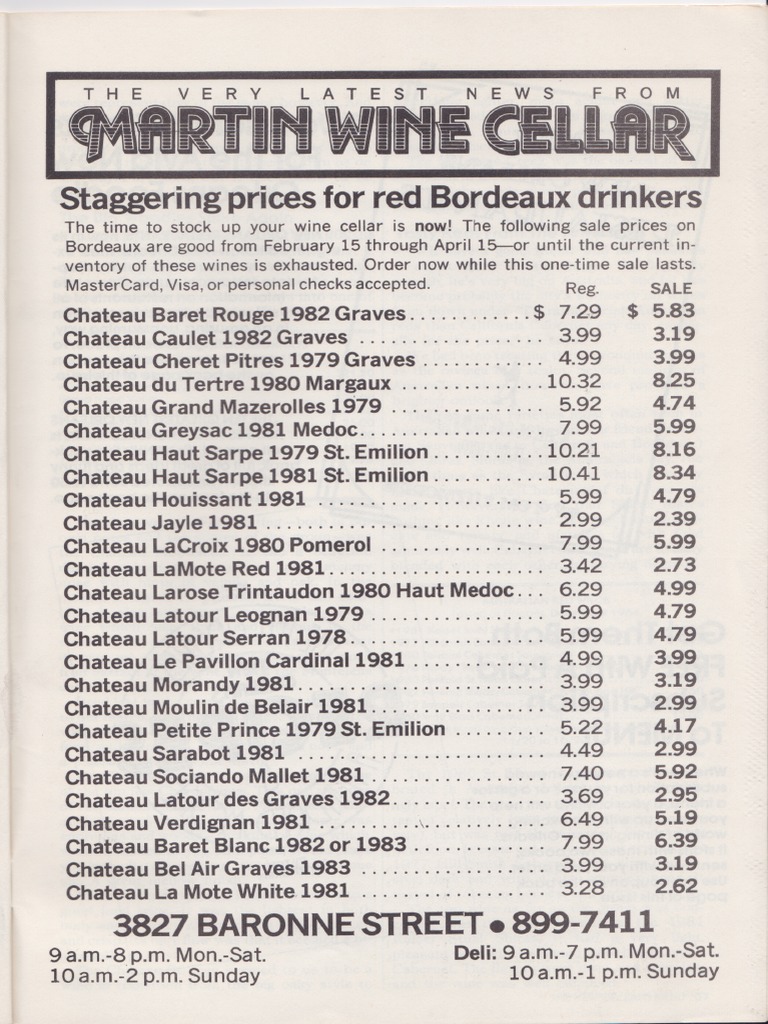 THE VERY LATEST NEWS FROM
MARTIN WINE CELLAR
Staggering prices for red Bordeaux drinkers
The time to stock up your wine cellar is now! The following sale prices on
Bordeaux are good from February 15 through April 15—or until the current in-
ventory of these wines is exhausted. Order now while this one-time sale lasts.
MasterCard, Visa, or personal checks accepted. Reg. SALE
Chateau Baret Rouge 1982 Graves............$ 7.29 $ 5.83
Chateau Caulet 1982 Graves ................. 3.99 3.19
Chateau Cheret Pitres 1979 Graves .......... 4.99 3.99
Chateau du Tertre 1980 Margaux ............10.32 8.25
Chateau Grand Mazerolles 1979 ............. 5.92 4.74
Chateau Greysac 1981 Medoc................ 7.99 5.99
Chateau Haut Sarpe 1979 St. Emilion .........10.21 8.16
Chateau Haut Sarpe 1981 St. Emilion .........10.41 8.34
Chateau Houissant 1981 ................... 5.99 4.79
Chateau Jayle 1981 ........................ 2.99 2.39
Chateau LaCroix 1980 Pomerol .............. 7.99 5.99
Chateau LaMote Red 1981................... 3.42 2.73
Chateau Larose Trintaudon 1980 Haut Medoc... 6.29 4.99
Chateau Latour Leognan 1979 ............... 5.99 4.79
Chateau Latour Serran 1978................. 5.99 4.79
Chateau Le Pavillon Cardinal 1981 ........... 4.99 3.99
Chateau Morandy 1981...................... 3.99 3.19
Chateau Moulin de Belair 1981............... 3.99 2.99
Chateau Petite Prince 1979 St. Emilion ........ 5.22 4.17
Chateau Sarabot 1981 ..................... 4.49 2.99
Chateau Sociando Mallet 1981 .............. 7.40 5.92
Chateau Latour des Graves 1982............. 3.69 2.95
Chateau Verdignan 1981 ................... 6.49 5.19
Chateau Baret Blanc 1982 or 1983 ........... 7.99 6.39
Chateau Bel Air Graves 1983 ................ 3.99 3.19
Chateau La Mote White 1981 ................ 3.28 2.62
3827 BARONNE STREET ● 899-7411
9 a.m.-8 p.m. Mon.-Sat. Deli: 9 a.m.-7 p.m. Mon.-Sat.
10 a.m.-2 p.m. Sunday 10 a.m.-1 p.m. Sunday